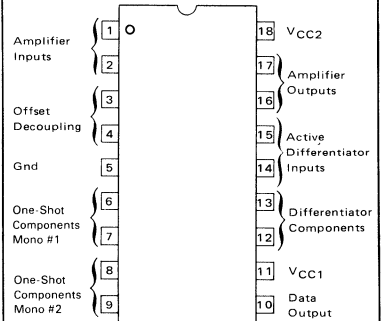 Amplifier
Inputs
1
2
Offset
Decoupling
3
4
Gnd
5
One-Shot
Components
Mono #1
6
7
One-Shot
Components
Mono #2
8
9
18 VCC2
17
16
Amplifier
Outputs
15
14
Active
Differentiator
Inputs
13
12
Differentiator
Components
11 VCC1
10 Data
Output